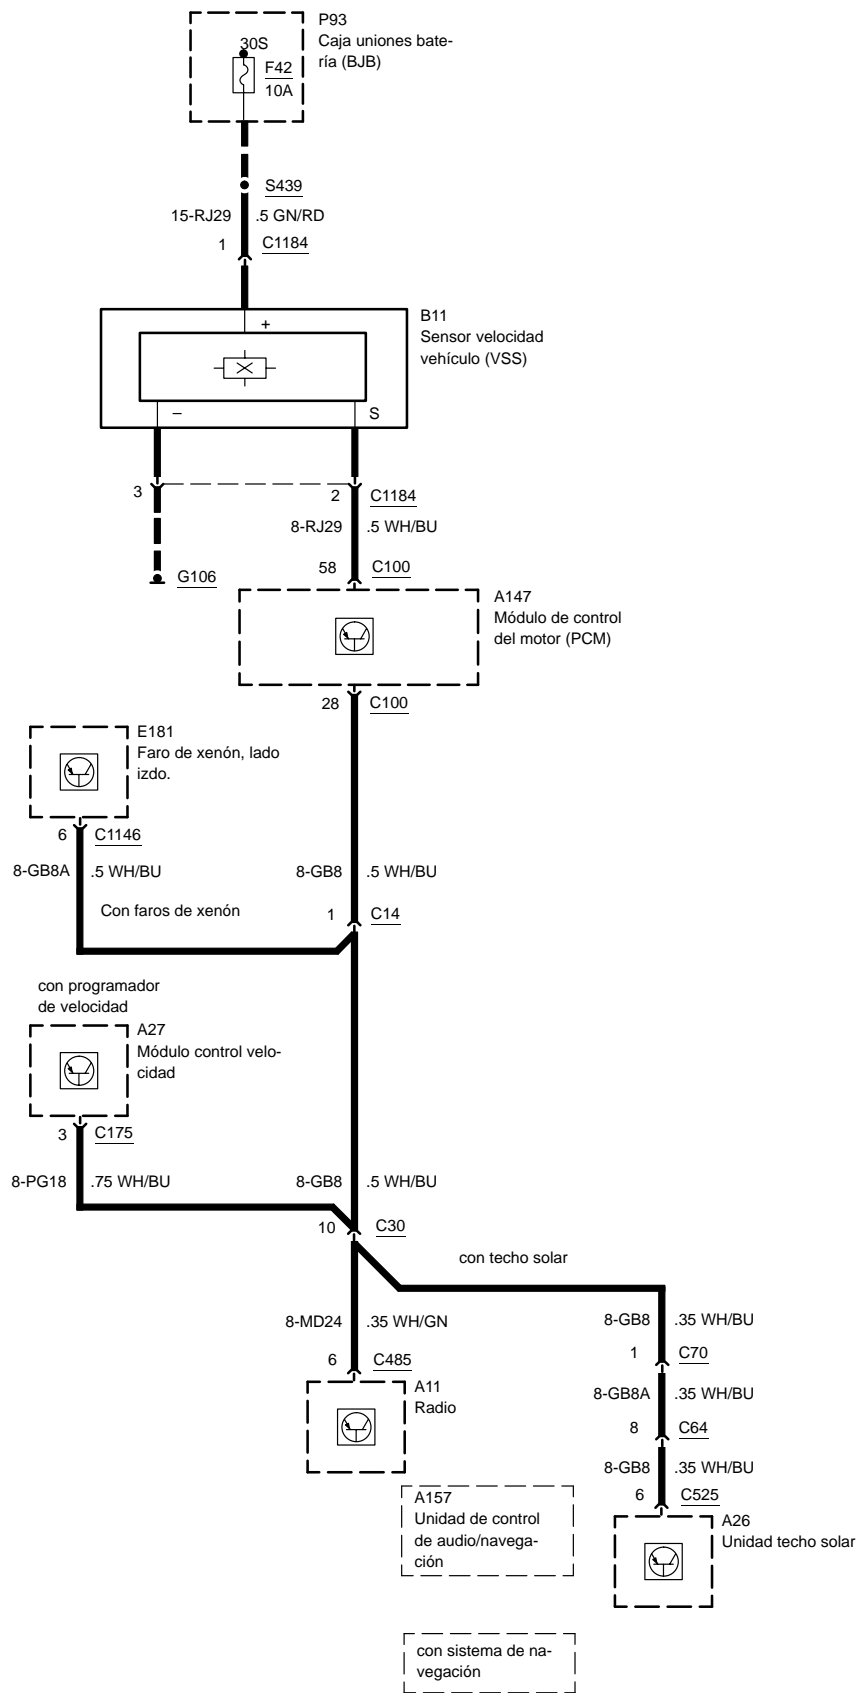 P93
Caja uniones bate-
ría (BJB)
30S
F42
10A
S439
15-RJ29 .5 GN/RD
1 C1184
B11
Sensor velocidad
vehículo (VSS)
+
– S
3 2 C1184
8-RJ29 .5 WH/BU
G106 58 C100
A147
Módulo de control
del motor (PCM)
28 C100
E181
Faro de xenón, lado
izdo.
6 C1146
8-GB8A .5 WH/BU 8-GB8 .5 WH/BU
Con faros de xenón 1 C14
con programador
de velocidad
A27
Módulo control velo-
cidad
3 C175
8-PG18 .75 WH/BU 8-GB8 .5 WH/BU
10 C30
con techo solar
8-MD24 .35 WH/GN 8-GB8 .35 WH/BU
6 C485 1 C70
A11
Radio
8-GB8A .35 WH/BU
8 C64
8-GB8 .35 WH/BU
6 C525
A157
Unidad de control
de audio/navega-
ción
A26
Unidad techo solar
con sistema de na-
vegación